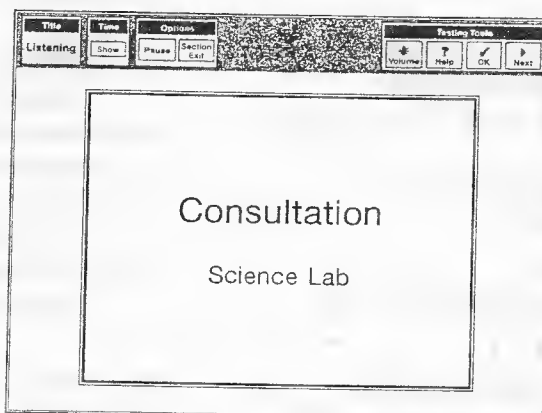 Title
Time
Options
Testing Tools
Listening
Show
Pause
Section
Exit
Volume
Help
OK
Next
?
Consultation
Science Lab